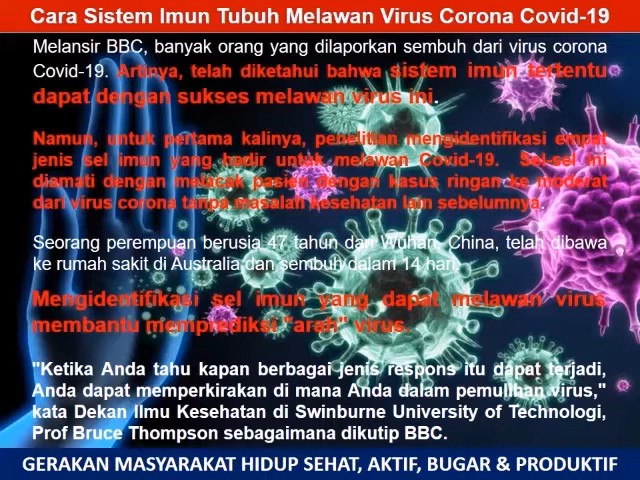 Cara Sistem Imun Tubuh Melawan Virus Corona Covid-19
Melansir BBC, banyak orang yang dilaporkan sembuh dari virus corona
Covid-19. Artinya, telah diketahui bahwa sistem imun tertentu
dapat dengan sukses melawan virus ini.
Namun, untuk pertama kalinya, penelitian mengidentifikasi empat
jenis sel imun yang hadir untuk melawan Covid-19. Sel-sel ini
diamati dengan melacak pasien dengan kasus ringan ke moderat
dari virus corona tanpa masalah kesehatan lain sebelumnya.
Seorang perempuan berusia 47 tahun dari Wuhan, China, telah dibawa
ke rumah sakit di Australia dan sembuh dalam 14 hari.
Mengidentifikasi sel imun yang dapat melawan virus
membantu memprediksi "arah" virus.
"Ketika Anda tahu kapan berbagai jenis respons itu dapat terjadi,
Anda dapat memperkirakan di mana Anda dalam pemulihan virus,"
kata Dekan Ilmu Kesehatan di Swinburne University of Technologi,
Prof Bruce Thompson sebagaimana dikutip BBC.
GERAKAN MASYARAKAT HIDUP SEHAT, AKTIF, BUGAR & PRODUKTIF